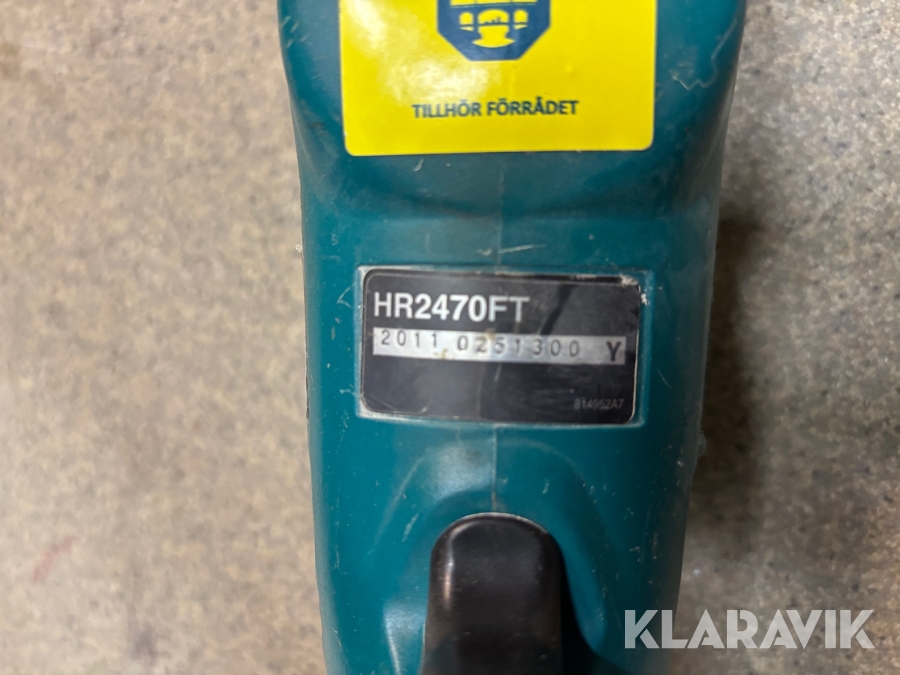 TILLHÖR FÖRRÅDET
HR2470FT
2011 0251300 Y
814952A7
KLARAVIK